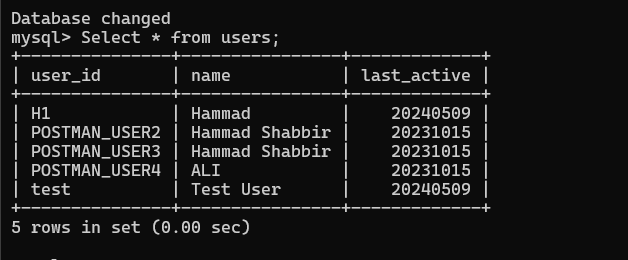 Database changed
mysql> Select * from users;
+---------------+----------------+-------------+
| user_id       | name           | last_active |
+---------------+----------------+-------------+
| H1            | Hammad         |    20240509 |
| POSTMAN_USER2 | Hammad Shabbir |    20231015 |
| POSTMAN_USER3 | Hammad Shabbir |    20231015 |
| POSTMAN_USER4 | ALI            |    20231015 |
| test          | Test User      |    20240509 |
+---------------+----------------+-------------+
5 rows in set (0.00 sec)